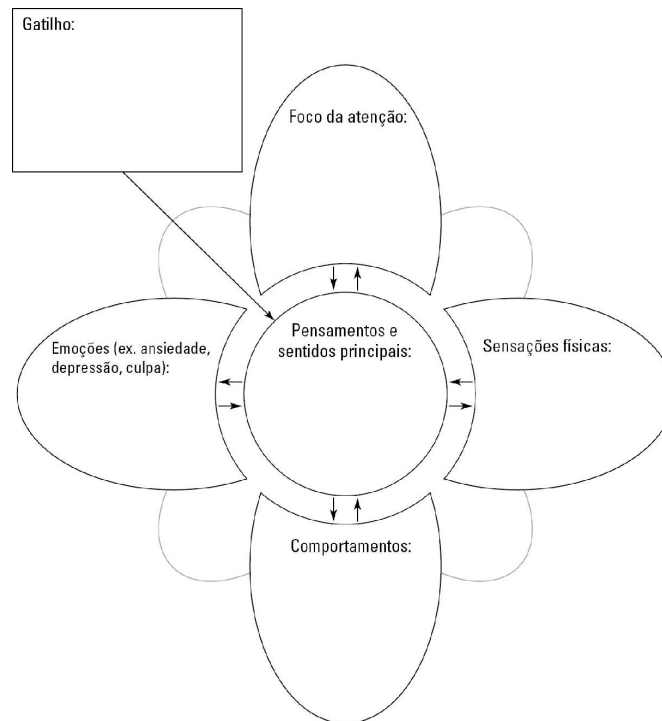 Gatilho:
Foco da atenção:
Pensamentos e
sentidos principais:
Emoções (ex. ansiedade,
depressão, culpa):
Sensações físicas:
Comportamentos: